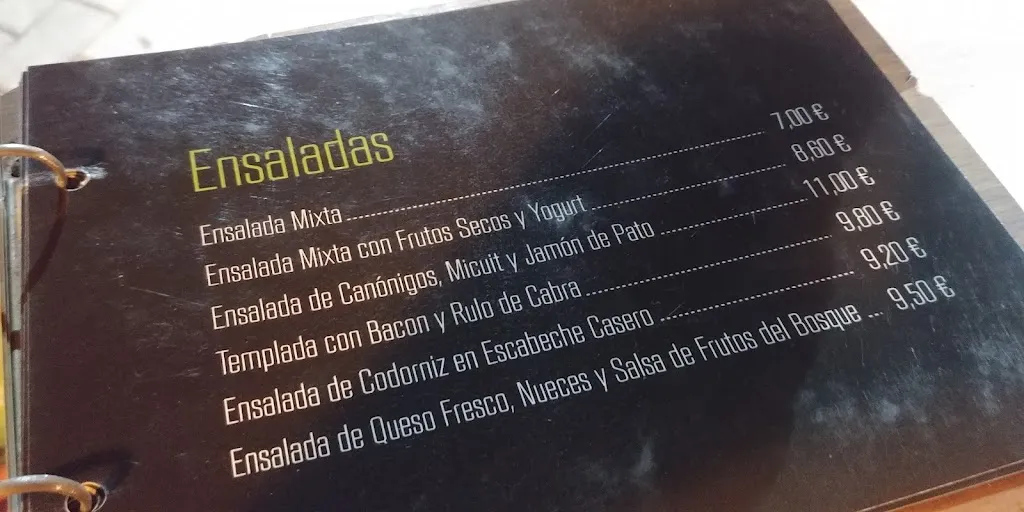 Ensaladas
Ensalada Mixta ........ 7,00 €
Ensalada Mixta con Frutos Secos y Yogurt ........ 8,60 €
Ensalada de Canónigos, Micuit y Jamón de Pato ........ 11,00 €
Templada con Bacon y Rulo de Cabra ........ 9,80 €
Ensalada de Codorniz en Escabeche Casero ........ 9,20 €
Ensalada de Queso Fresco, Nueces y Salsa de Frutos del Bosque ... 9,50 €